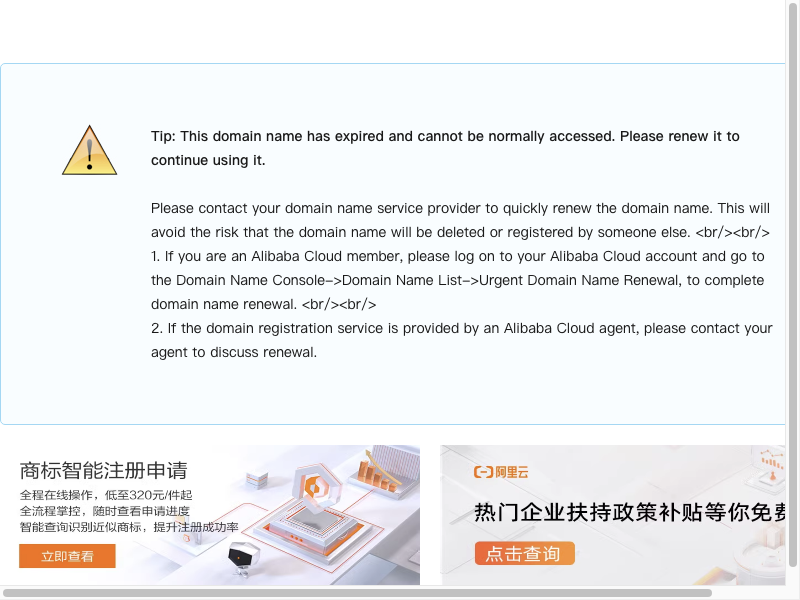 Tip: This domain name has expired and cannot be normally accessed. Please renew it to
continue using it.
Please contact your domain name service provider to quickly renew the domain name. This will
avoid the risk that the domain name will be deleted or registered by someone else. <br/><br/>
1. If you are an Alibaba Cloud member, please log on to your Alibaba Cloud account and go to
the Domain Name Console–>Domain Name List–>Urgent Domain Name Renewal, to complete
domain name renewal. <br/><br/>
2. If the domain registration service is provided by an Alibaba Cloud agent, please contact your
agent to discuss renewal.
商标智能注册申请
全程在线操作，低至320元/件起
全流程掌控，随时查看申请进度
智能查询识别近似商标，提升注册成功率
立即查看
阿里云
热门企业扶持政策补贴等你免费
点击查询